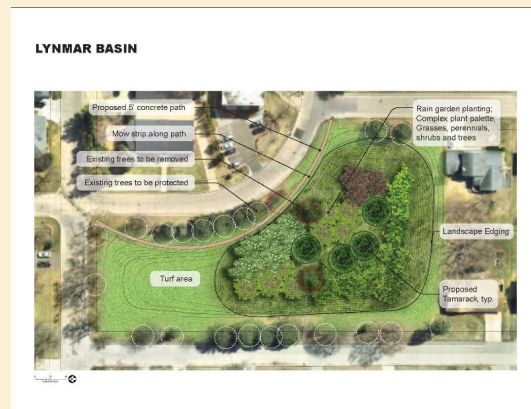 LYNMAR BASIN
Proposed 5' concrete path
Mow strip along path
Existing trees to be removed
Existing trees to be protected
Rain garden planting;
Complex plant palette;
Grasses, perennials,
shrubs and trees
Landscape Edging
Turf area
Proposed
Tamarack, typ.